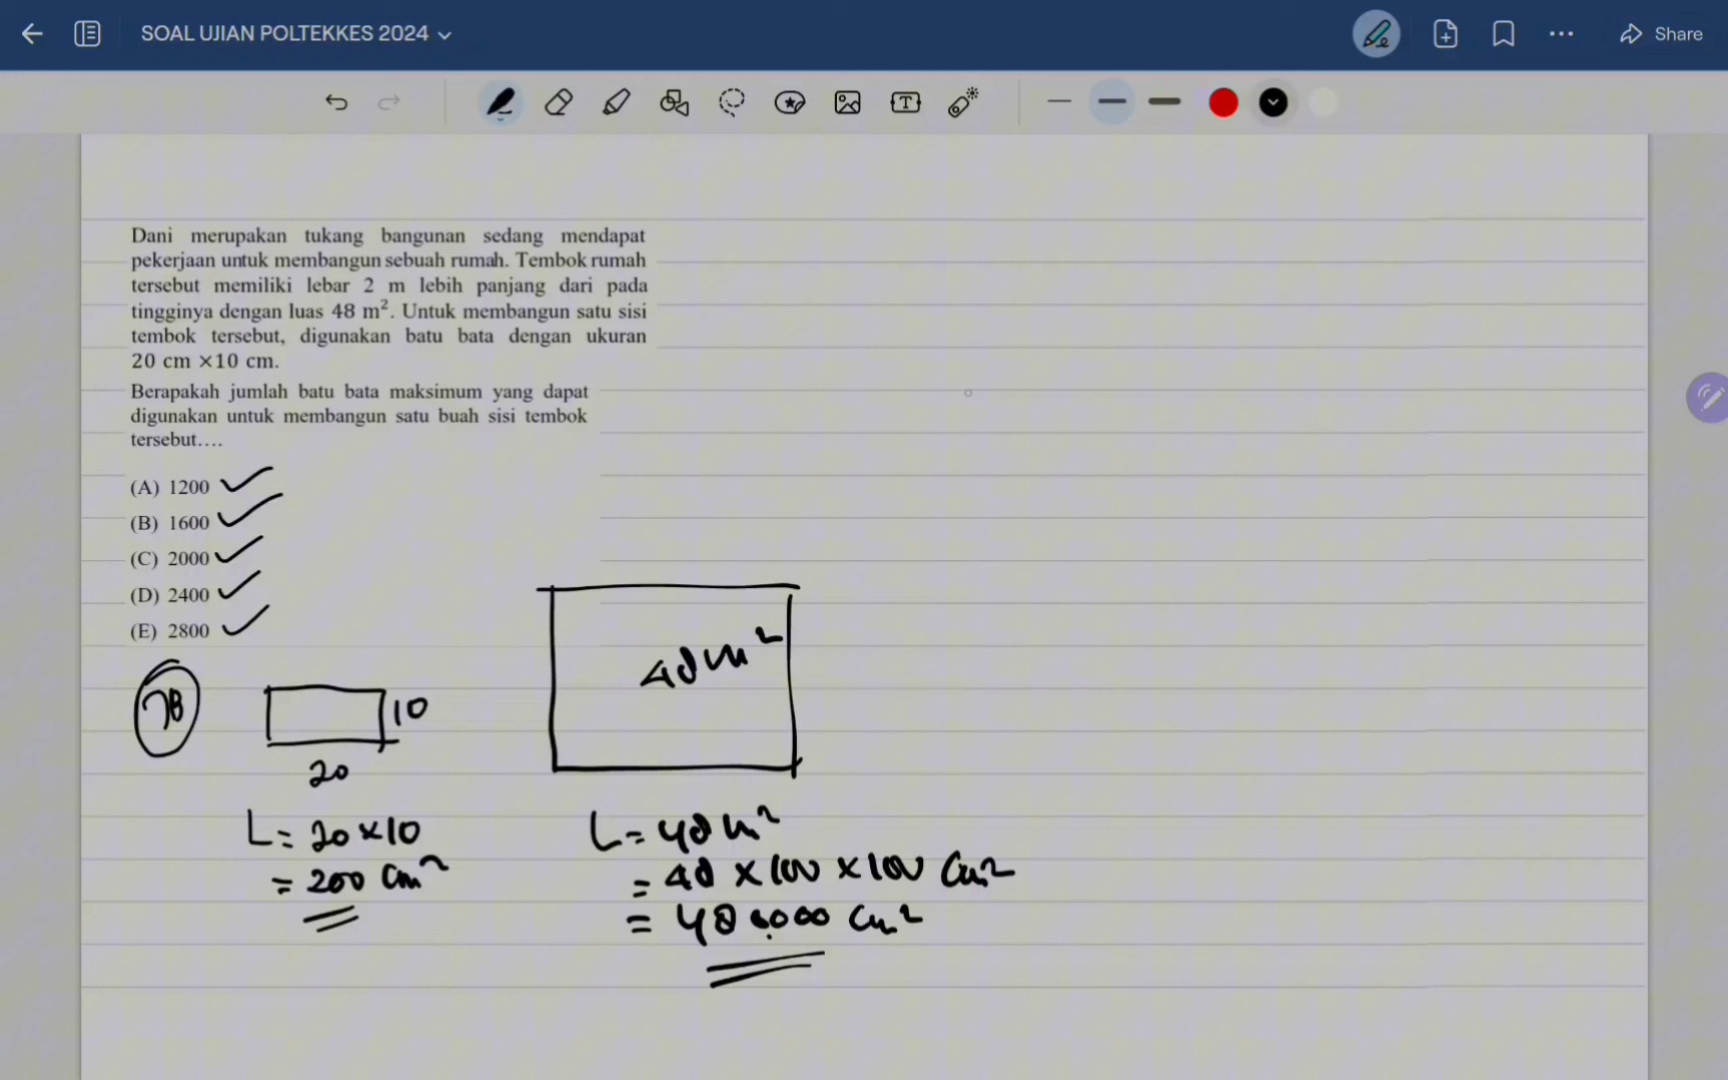 SOAL UJIAN POLTEKKES 2024
Share
Dani merupakan tukang bangunan sedang mendapat
pekerjaan untuk membangun sebuah rumah. Tembok rumah
tersebut memiliki lebar 2 m lebih panjang dari pada
tingginya dengan luas 48 m². Untuk membangun satu sisi
tembok tersebut, digunakan batu bata dengan ukuran
20 cm ×10 cm.
Berapakah jumlah batu bata maksimum yang dapat
digunakan untuk membangun satu buah sisi tembok
tersebut....
(A) 1200
(B) 1600
(C) 2000
(D) 2400
(E) 2800
48 m²
10
20
L = 20 × 10
= 200 cm²
L = 48 m²
= 48 × 100 × 100 cm²
= 480.000 cm²